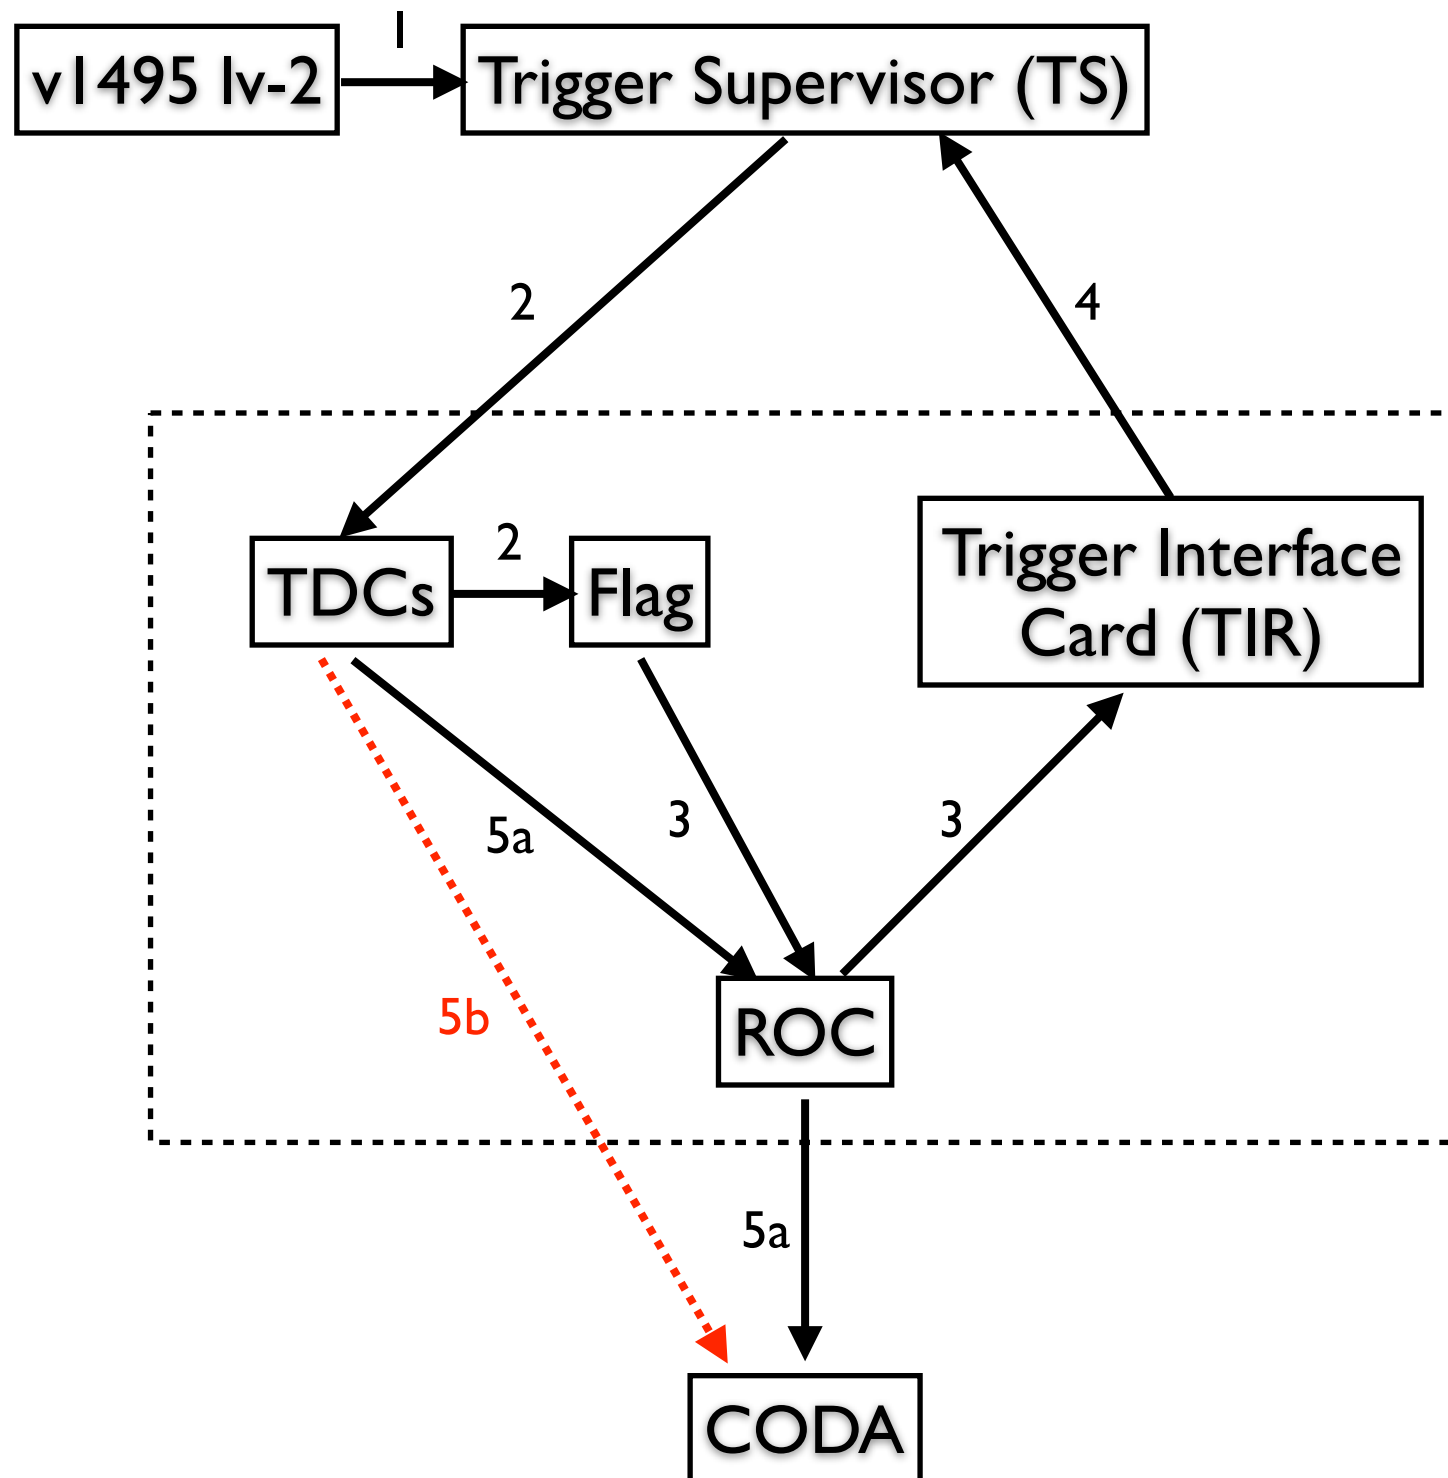 1
v1495 lv-2
Trigger Supervisor (TS)
2
4
2
TDCs
Flag
Trigger Interface
Card (TIR)
5a
3
3
5b
ROC
5a
CODA